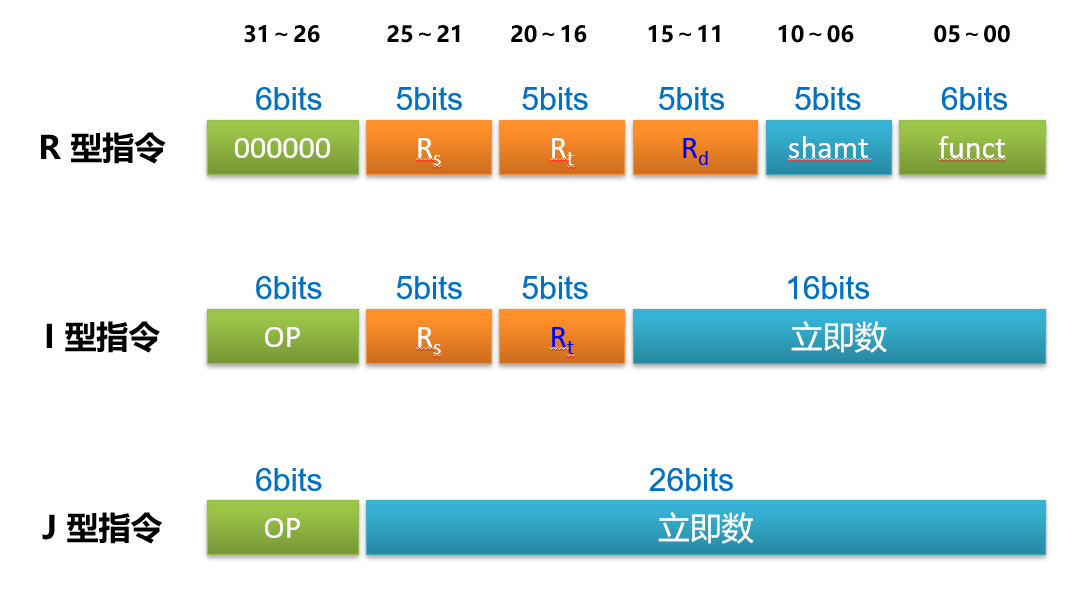 31~26 25~21 20~16 15~11 10~06 05~00
6bits 5bits 5bits 5bits 5bits 6bits
R 型指令 000000 Rs Rt Rd shamt funct
6bits 5bits 5bits 16bits
I 型指令 OP Rs Rt 立即数
6bits 26bits
J 型指令 OP 立即数